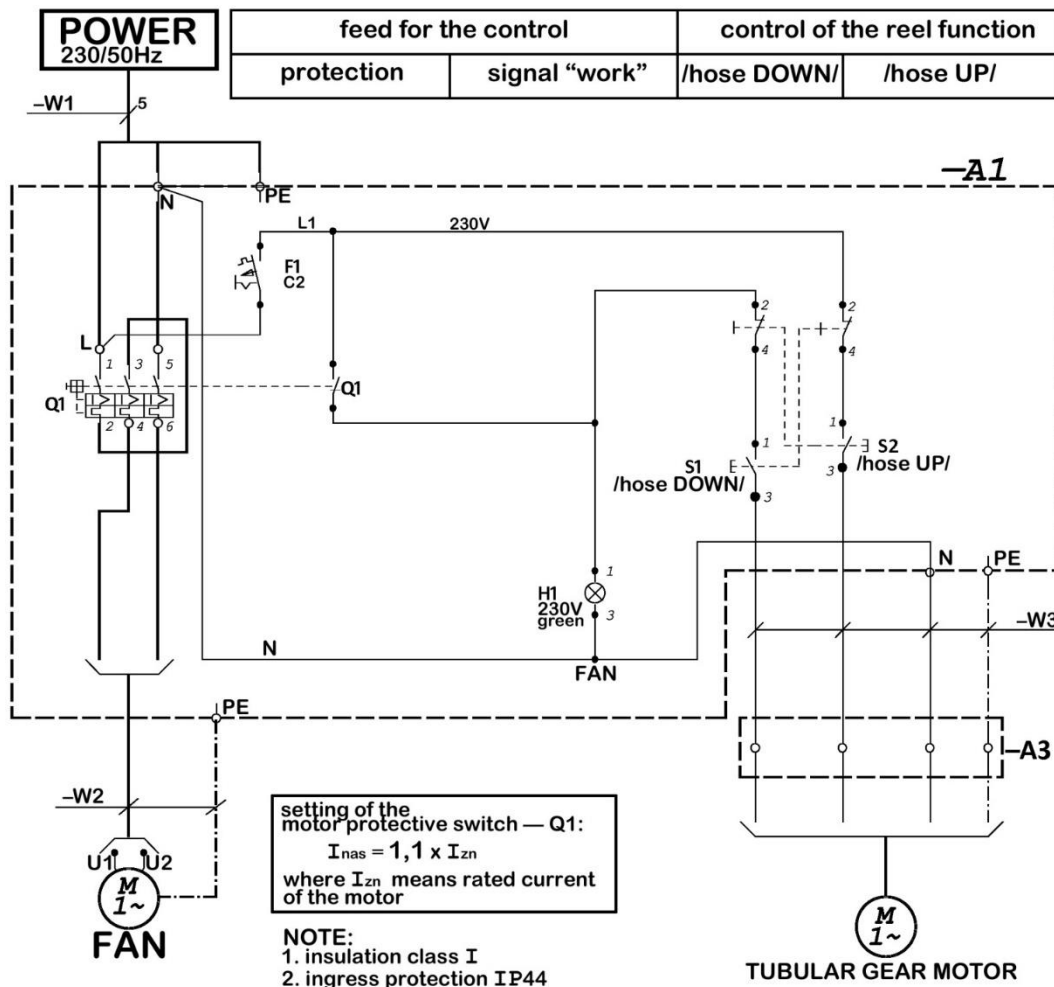 POWER
230/50Hz
feed for the control
control of the reel function
protection
signal “work”
/hose DOWN/
/hose UP/
–W1
5
–A1
N
PE
L1
230V
F1
C2
2
2
L
1
3
5
4
4
Q1
Q1
2
4
6
1
1
S1
/hose DOWN/
S2
/hose UP/
3
3
N
PE
1
H1
230V
green
3
–W3
N
FAN
PE
–A3
–W2
U1
U2
M
1~
FAN
setting of the
motor protective switch — Q1:
Inas = 1,1 x Izn
where Izn means rated current
of the motor
NOTE:
1. insulation class I
2. ingress protection IP44
M
1~
TUBULAR GEAR MOTOR